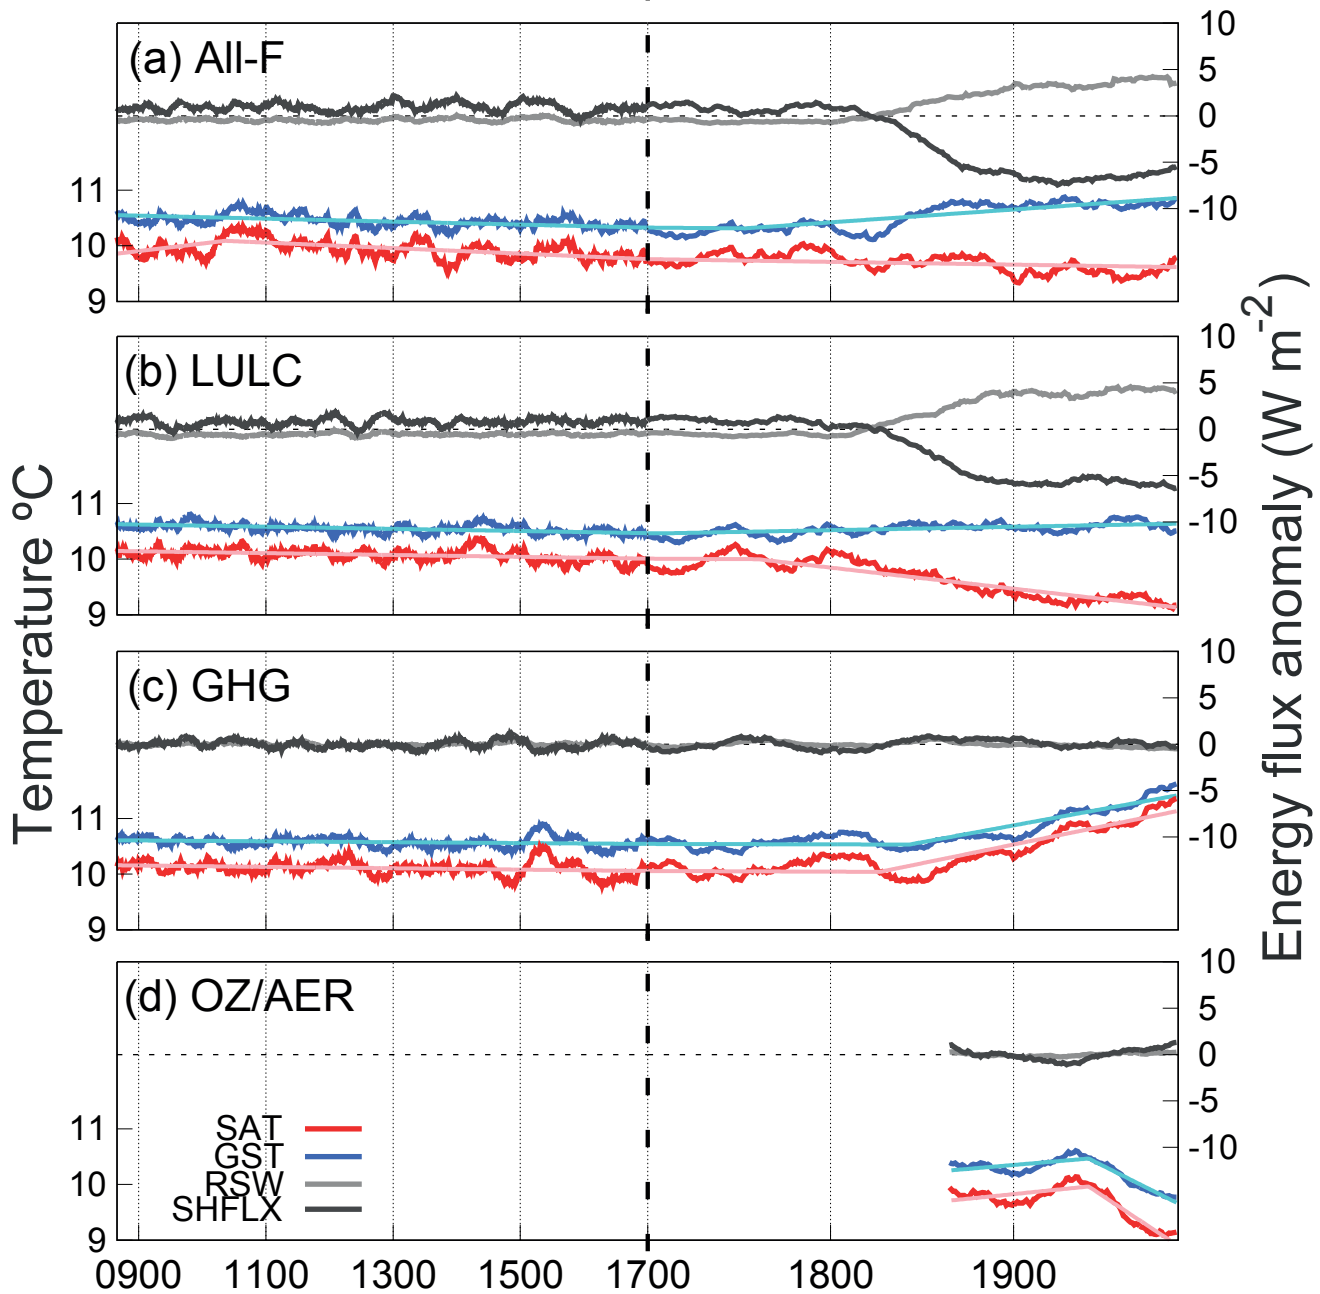 (a) All-F
10
5
0
-5
-10
11
10
9
(b) LULC
10
5
0
-5
-10
11
10
9
(c) GHG
10
5
0
-5
-10
11
10
9
(d) OZ/AER
10
5
0
-5
-10
11
10
9
SAT
GST
RSW
SHFLX
0900 1100 1300 1500 1700 1800 1900
Temperature ºC
Energy flux anomaly (W m⁻²)